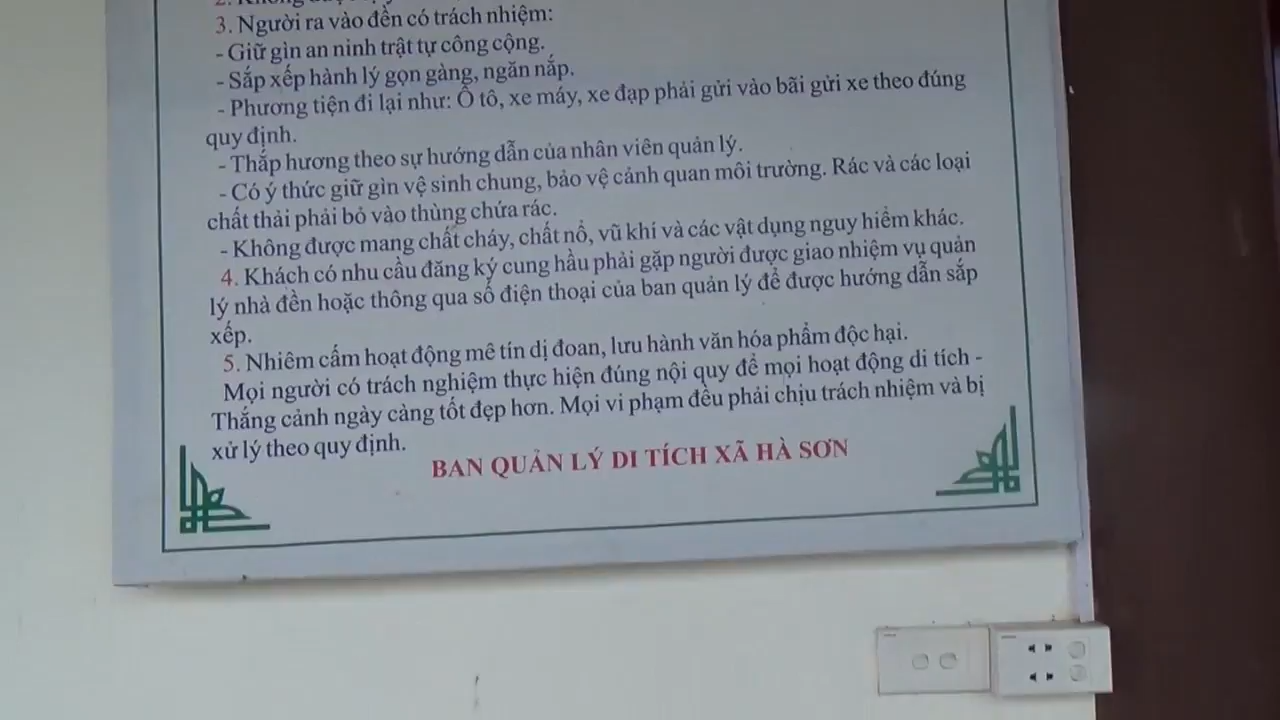 3. Người ra vào đền có trách nhiệm:
- Giữ gìn an ninh trật tự công cộng.
- Sắp xếp hành lý gọn gàng, ngăn nắp.
- Phương tiện đi lại như: Ô tô, xe máy, xe đạp phải gửi vào bãi gửi xe theo đúng
quy định.
- Thắp hương theo sự hướng dẫn của nhân viên quản lý.
- Có ý thức giữ gìn vệ sinh chung, bảo vệ cảnh quan môi trường. Rác và các loại
chất thải phải bỏ vào thùng chứa rác.
- Không được mang chất cháy, chất nổ, vũ khí và các vật dụng nguy hiểm khác.
4. Khách có nhu cầu đăng ký cung hầu phải gặp người được giao nhiệm vụ quản
lý nhà đền hoặc thông qua số điện thoại của ban quản lý để được hướng dẫn sắp
xếp.
5. Nhiêm cấm hoạt động mê tín dị đoan, lưu hành văn hóa phẩm độc hại.
Mọi người có trách nghiệm thực hiện đúng nội quy để mọi hoạt động di tích -
Thắng cảnh ngày càng tốt đẹp hơn. Mọi vi phạm đều phải chịu trách nhiệm và bị
xử lý theo quy định.
BAN QUẢN LÝ DI TÍCH XÃ HÀ SƠN